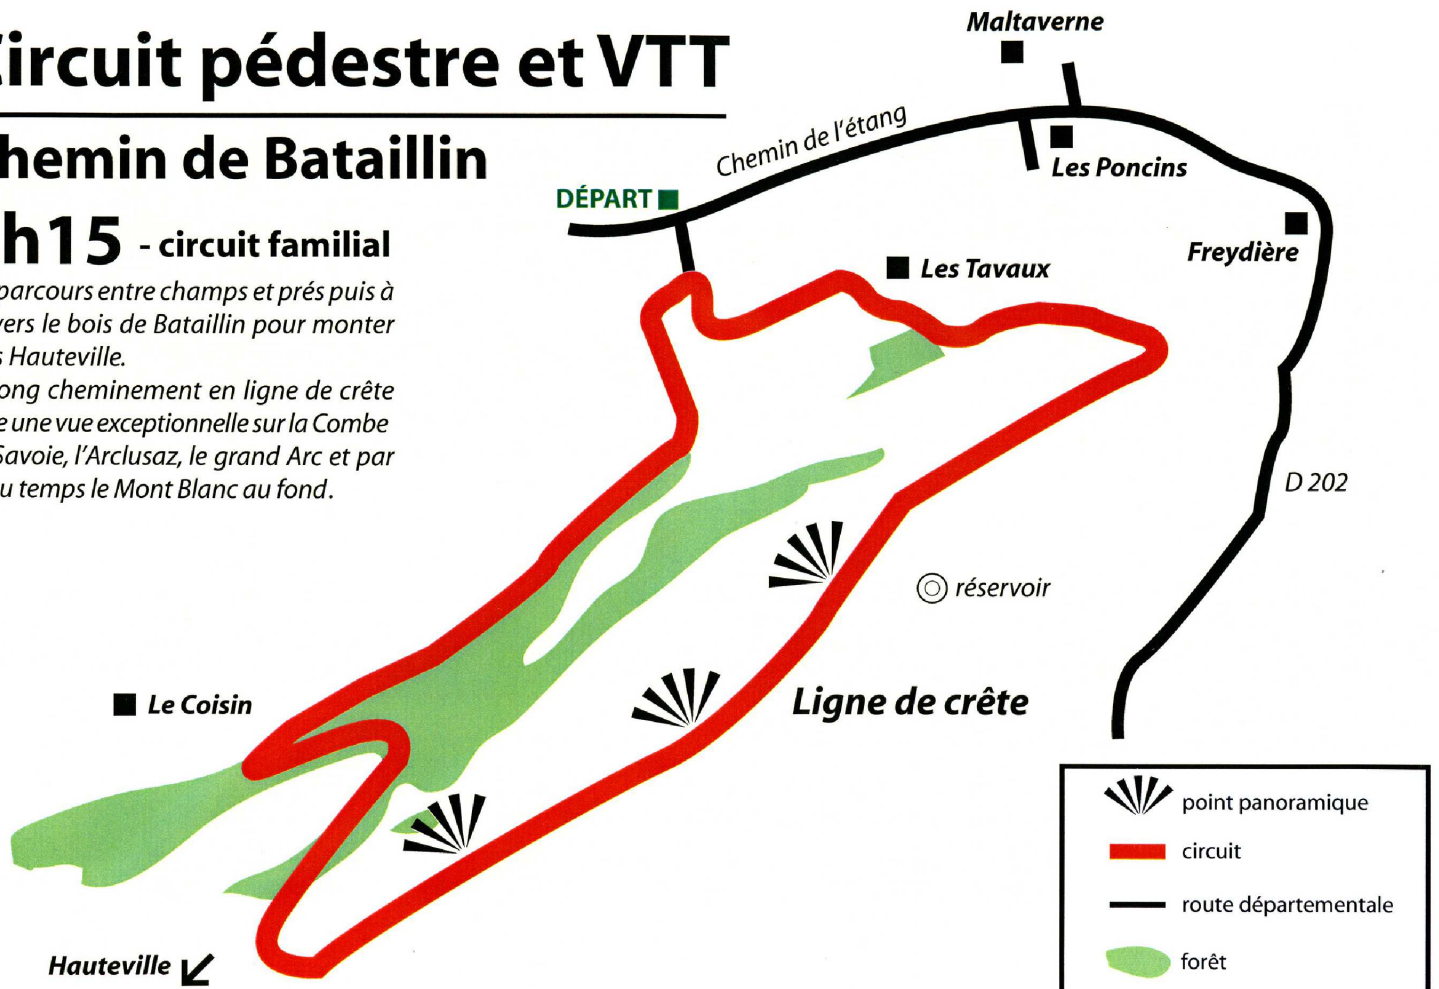 Circuit pédestre et VTT
hemin de Bataillin
h15 - circuit familial
parcours entre champs et prés puis à
vers le bois de Bataillin pour monter
s Hauteville.
ong cheminement en ligne de crête
e une vue exceptionnelle sur la Combe
Savoie, l'Arclusaz, le grand Arc et par
u temps le Mont Blanc au fond.
Maltaverne
Chemin de l'étang
Les Poncins
DÉPART
Freydière
Les Tavaux
D 202
réservoir
Ligne de crête
Le Coisin
Hauteville
point panoramique
circuit
route départementale
forêt